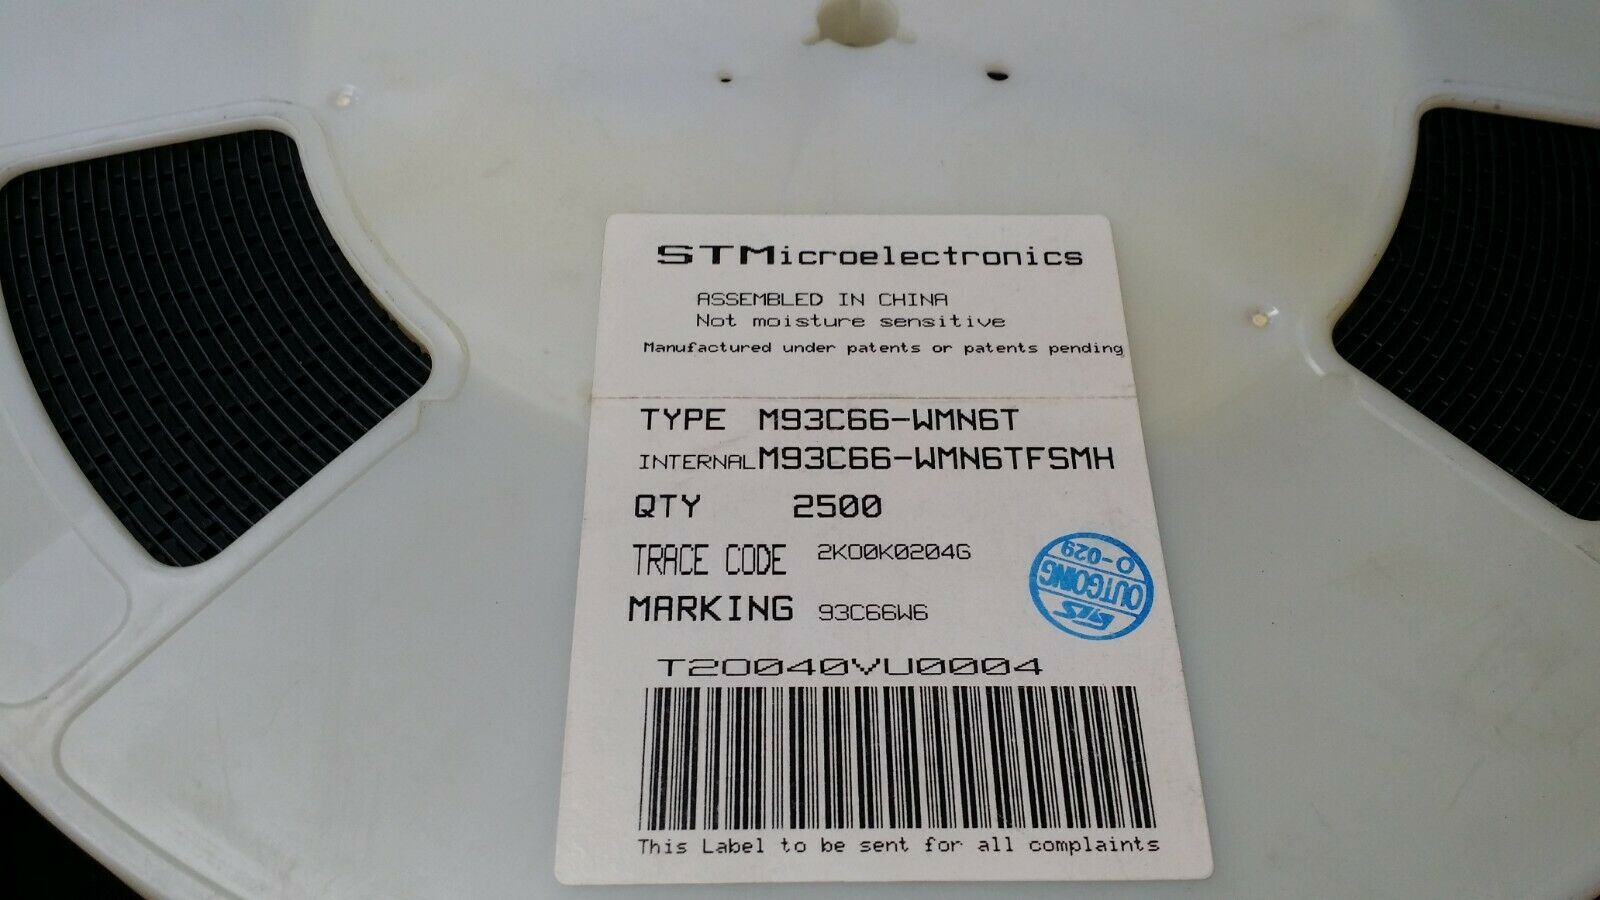 STMicroelectronics
ASSEMBLED IN CHINA
Not moisture sensitive
Manufactured under patents or patents pending
TYPE M93C66-WMN6T
INTERNAL M93C66-WMN6TFSMH
QTY 2500
TRACE CODE 2K00K0204G
MARKING 93C66W6
STS
OUTGOING
Q-029
T20040VU0004
This Label to be sent for all complaints